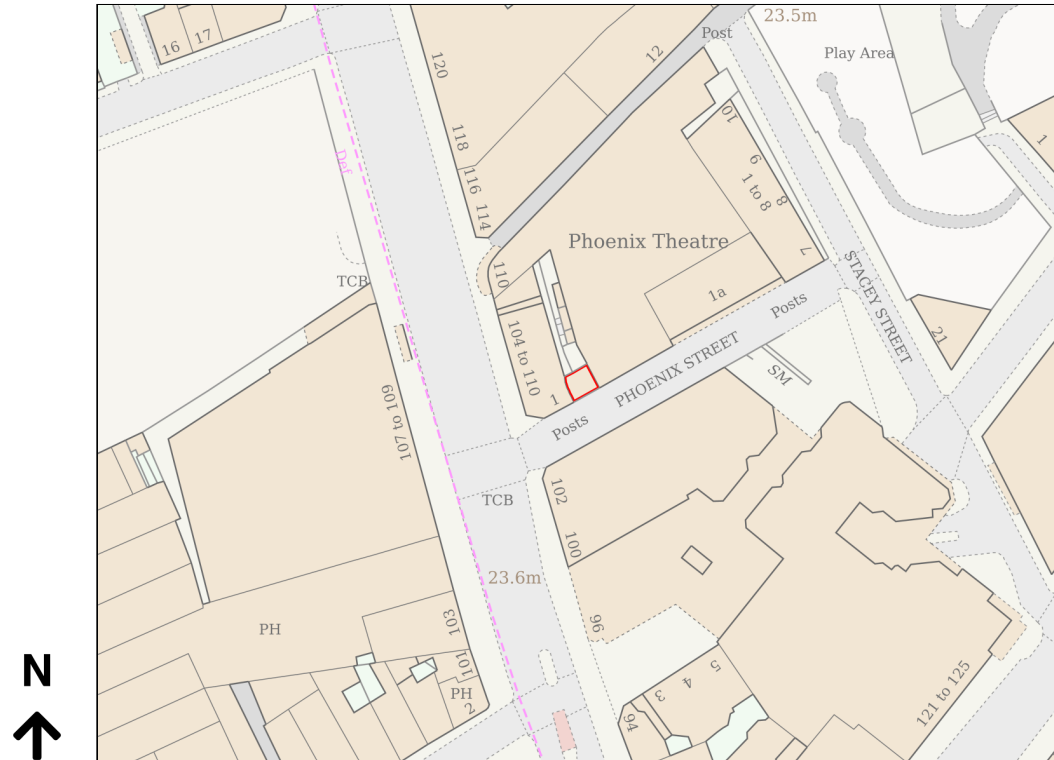 23.5m
Post
Play Area
16
17
120
12
118
10
1
116
114
9
1 to 8
8
7
Def
Phoenix Theatre
110
TCB
1a
Posts
STACEY STREET
104 to 110
PHOENIX STREET
21
SM
1
Posts
107 to 109
102
TCB
100
23.6m
96
103
PH
101
PH
2
5
4
3
94
121 to 125
N